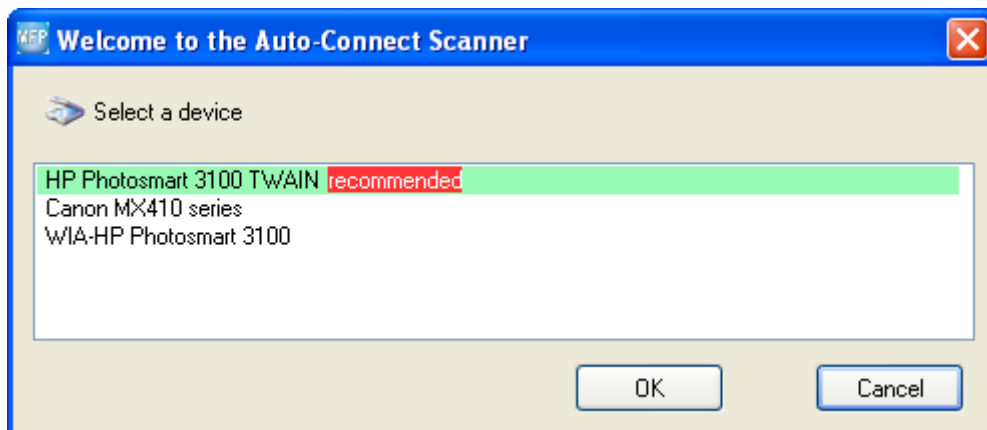 Welcome to the Auto-Connect Scanner
Select a device
HP Photosmart 3100 TWAIN recommended
Canon MX410 series
WIA-HP Photosmart 3100
OK Cancel